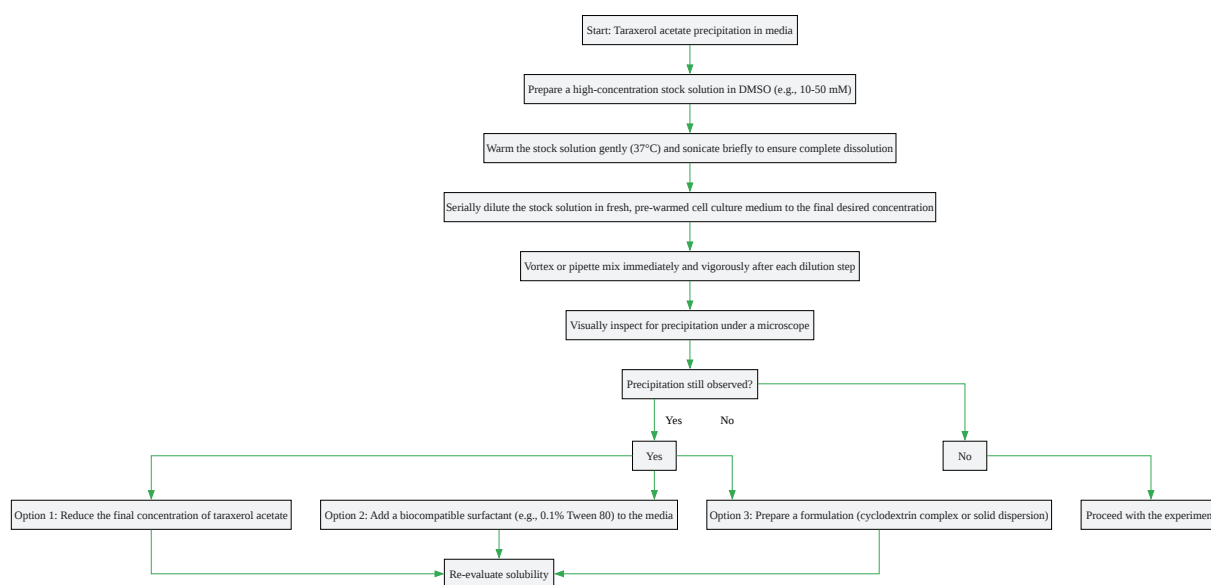 Start: Taraxerol acetate precipitation in media
Prepare a high-concentration stock solution in DMSO (e.g., 10-50 mM)
Warm the stock solution gently (37°C) and sonicate briefly to ensure complete dissolution
Serially dilute the stock solution in fresh, pre-warmed cell culture medium to the final desired concentration
Vortex or pipette mix immediately and vigorously after each dilution step
Visually inspect for precipitation under a microscope
Precipitation still observed?
Yes
No
Yes
No
Option 1: Reduce the final concentration of taraxerol acetate
Option 2: Add a biocompatible surfactant (e.g., 0.1% Tween 80) to the media
Option 3: Prepare a formulation (cyclodextrin complex or solid dispersion)
Proceed with the experiment
Re-evaluate solubility